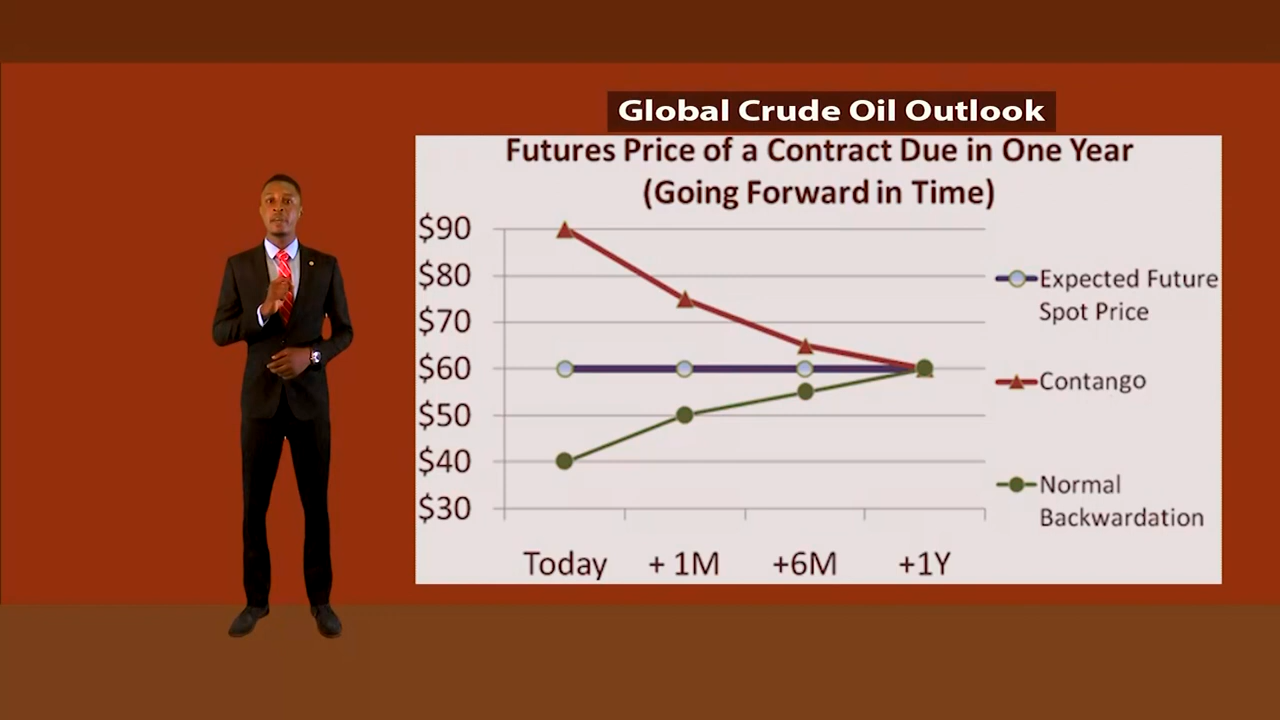 Global Crude Oil Outlook
Futures Price of a Contract Due in One Year
(Going Forward in Time)
$90
$80
$70
$60
$50
$40
$30
Today
+ 1M
+6M
+1Y
Expected Future
Spot Price
Contango
Normal
Backwardation